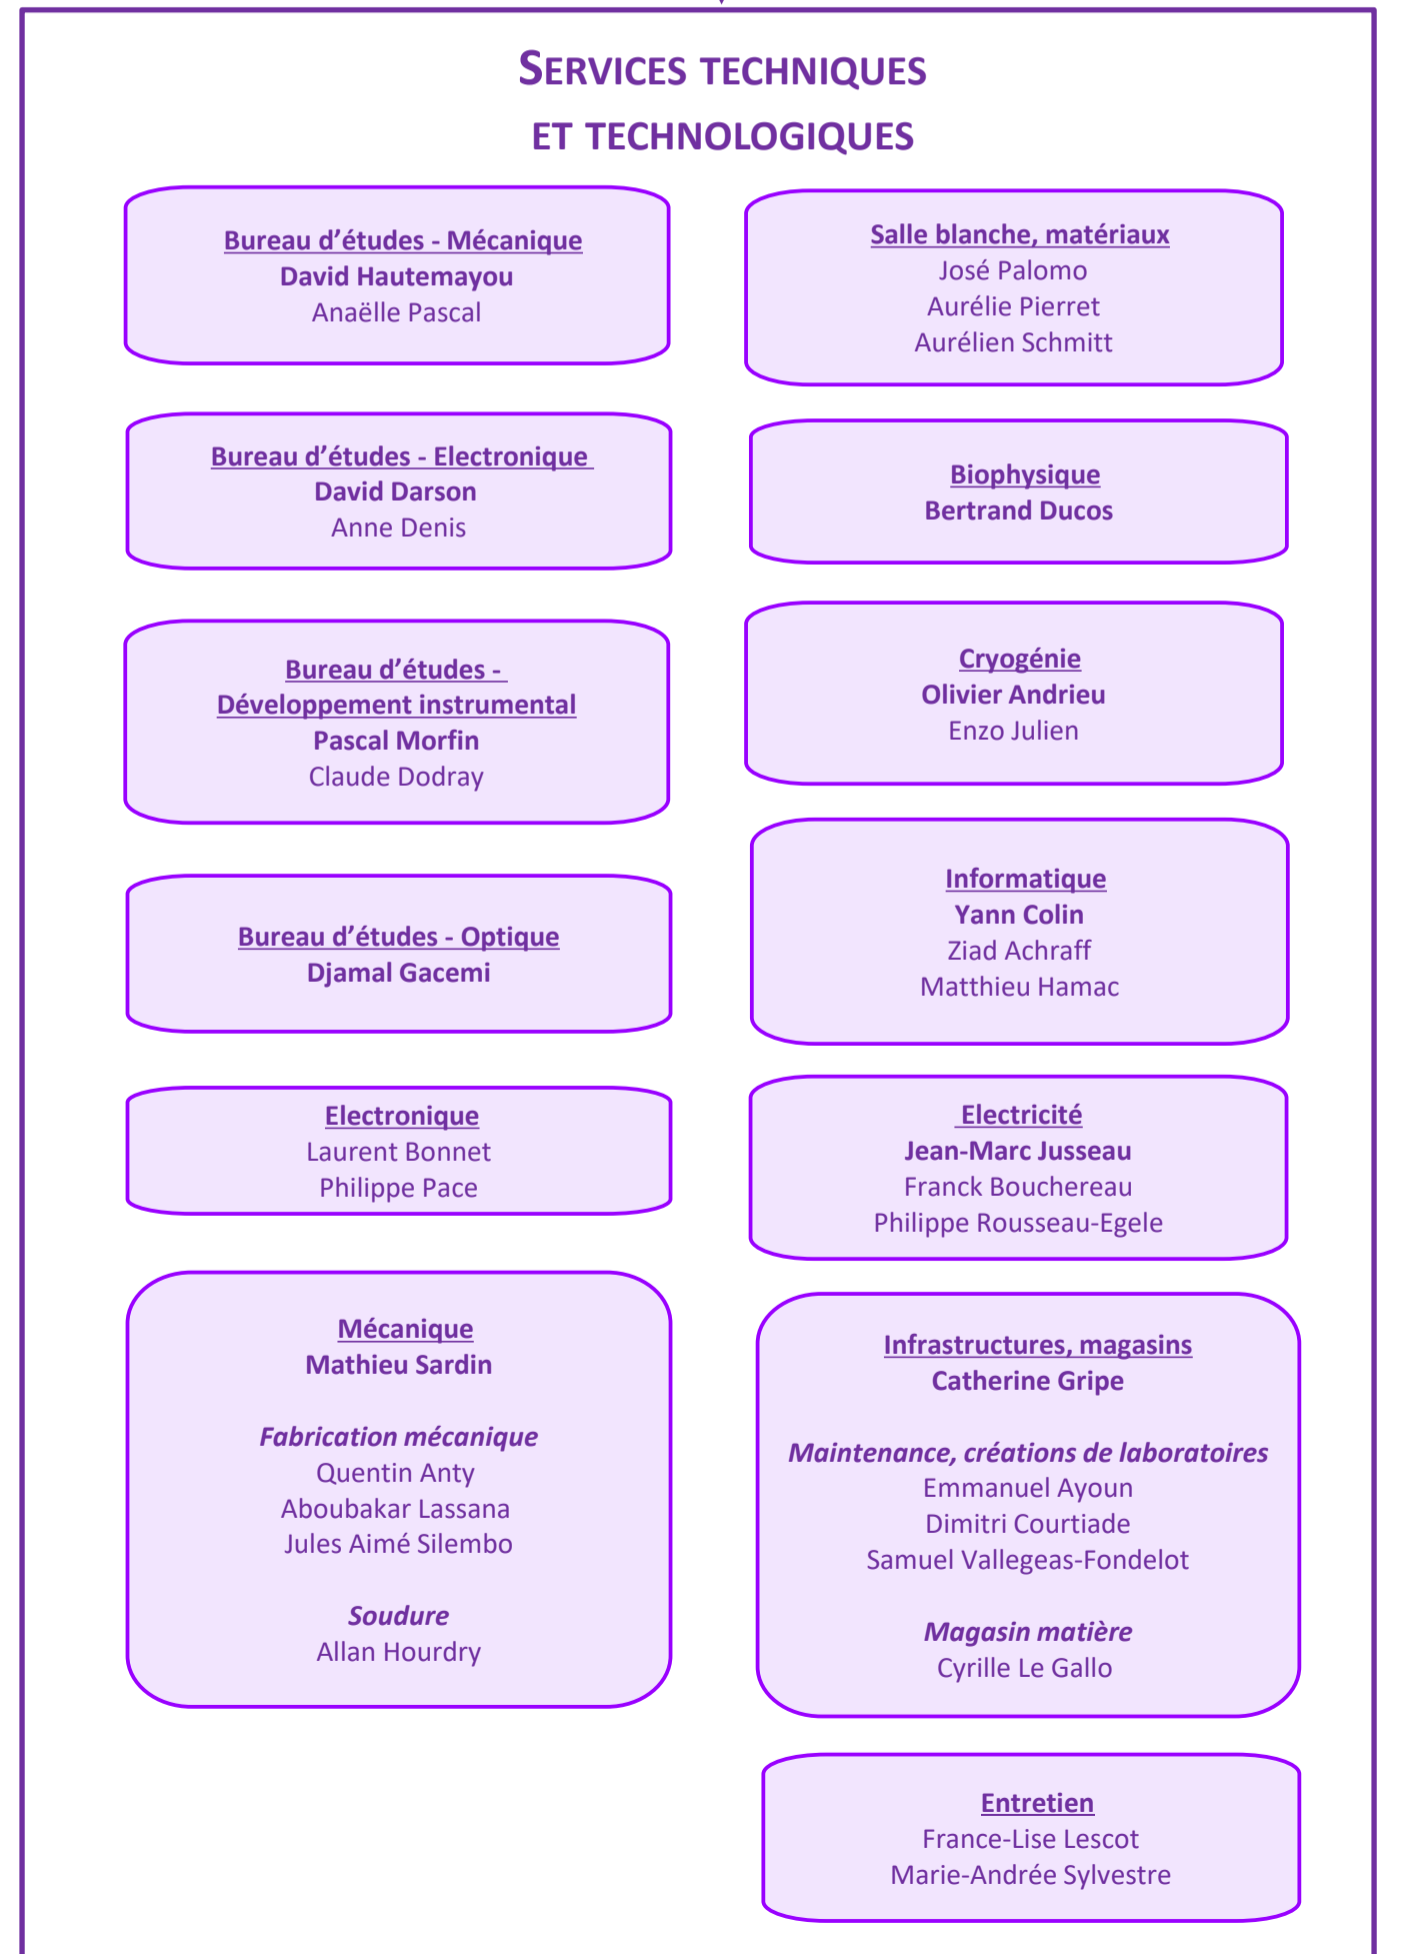 SERVICES TECHNIQUES
ET TECHNOLOGIQUES
Bureau d’études - Mécanique
David Hautemayou
Anaëlle Pascal
Bureau d’études - Electronique
David Darson
Anne Denis
Bureau d’études -
Développement instrumental
Pascal Morfin
Claude Dodray
Bureau d’études - Optique
Djamal Gacemi
Electronique
Laurent Bonnet
Philippe Pace
Mécanique
Mathieu Sardin
Fabrication mécanique
Quentin Anty
Aboubakar Lassana
Jules Aimé Silembo
Soudure
Allan Hourdry
Salle blanche, matériaux
José Palomo
Aurélie Pierret
Aurélien Schmitt
Biophysique
Bertrand Ducos
Cryogénie
Olivier Andrieu
Enzo Julien
Informatique
Yann Colin
Ziad Achraff
Matthieu Hamac
Electricité
Jean-Marc Jusseau
Franck Bouchereau
Philippe Rousseau-Egele
Infrastructures, magasins
Catherine Gripe
Maintenance, créations de laboratoires
Emmanuel Ayoun
Dimitri Courtiade
Samuel Vallegeas-Fondelot
Magasin matière
Cyrille Le Gallo
Entretien
France-Lise Lescot
Marie-Andrée Sylvestre